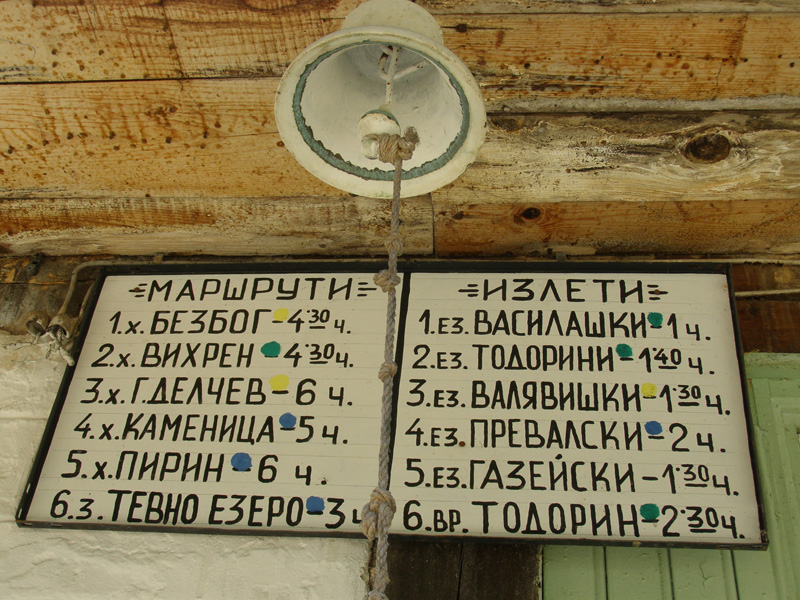 МАРШРУТИ
1.х. БЕЗБОГ - 4·30 ч.
2.х. ВИХРЕН 4·30 ч.
3.х. Г.ДЕЛЧЕВ - 6 ч.
4.х. КАМЕНИЦА - 5 ч.
5.х. ПИРИН 6 ч.
6.з. ТЕВНО ЕЗЕРО - 3 ч
ИЗЛЕТИ
1.ЕЗ. ВАСИЛАШКИ - 1 ч.
2.ЕЗ. ТОДОРИНИ - 1·40 ч.
3.ЕЗ. ВАЛЯВИШКИ - 1·30 ч.
4.ЕЗ. ПРЕВАЛСКИ - 2 ч.
5.ЕЗ. ГАЗЕЙСКИ - 1·30 ч.
6.ВР. ТОДОРИН - 2·30 ч.